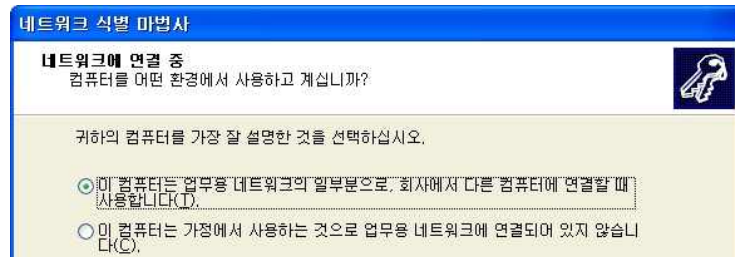 네트워크 식별 마법사
네트워크에 연결 중
컴퓨터를 어떤 환경에서 사용하고 계십니까?
귀하의 컴퓨터를 가장 잘 설명한 것을 선택하십시오.
이 컴퓨터는 업무용 네트워크의 일부분으로, 회사에서 다른 컴퓨터에 연결할 때
사용합니다(T).
이 컴퓨터는 가정에서 사용하는 것으로 업무용 네트워크에 연결되어 있지 않습니
다(C).